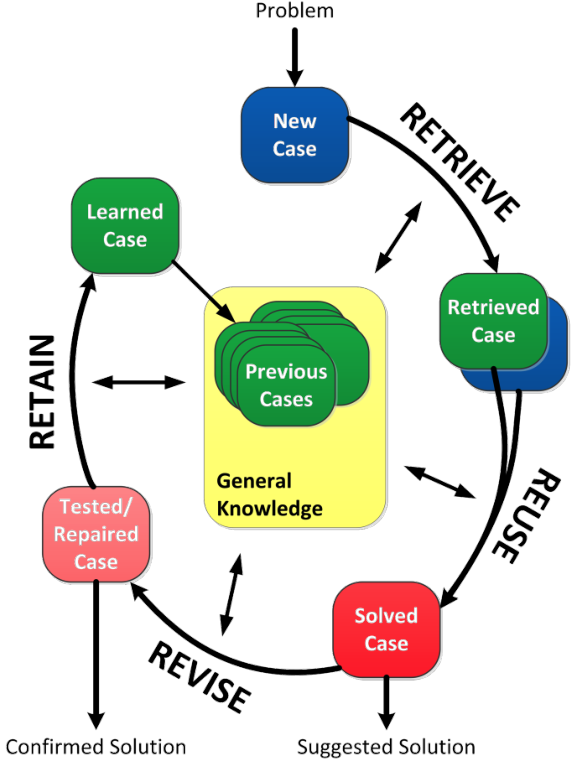 Problem
New
Case
RETRIEVE
Learned
Case
Retrieved
Case
RETAIN
Previous
Cases
General
Knowledge
REUSE
Tested/
Repaired
Case
Solved
Case
REVISE
Confirmed Solution
Suggested Solution